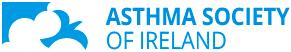 ASTHMA SOCIETY
OF IRELAND